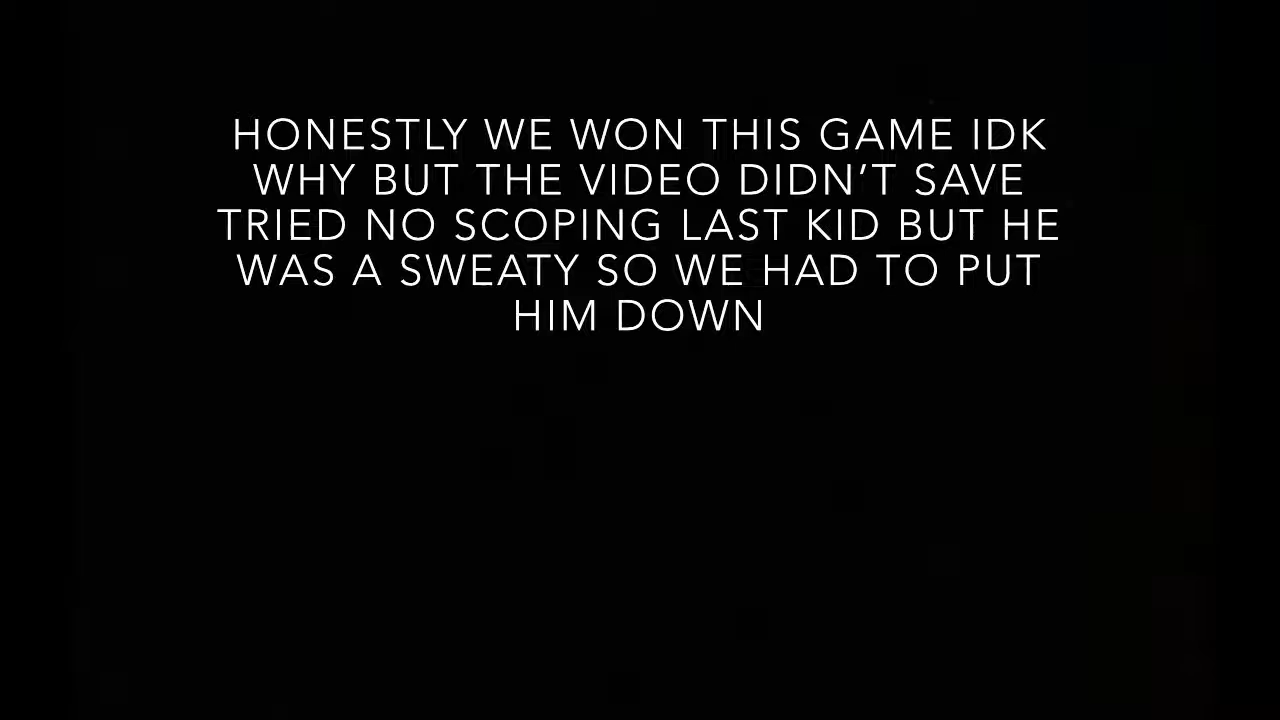 HONESTLY WE WON THIS GAME IDK
WHY BUT THE VIDEO DIDN’T SAVE
TRIED NO SCOPING LAST KID BUT HE
WAS A SWEATY SO WE HAD TO PUT
HIM DOWN